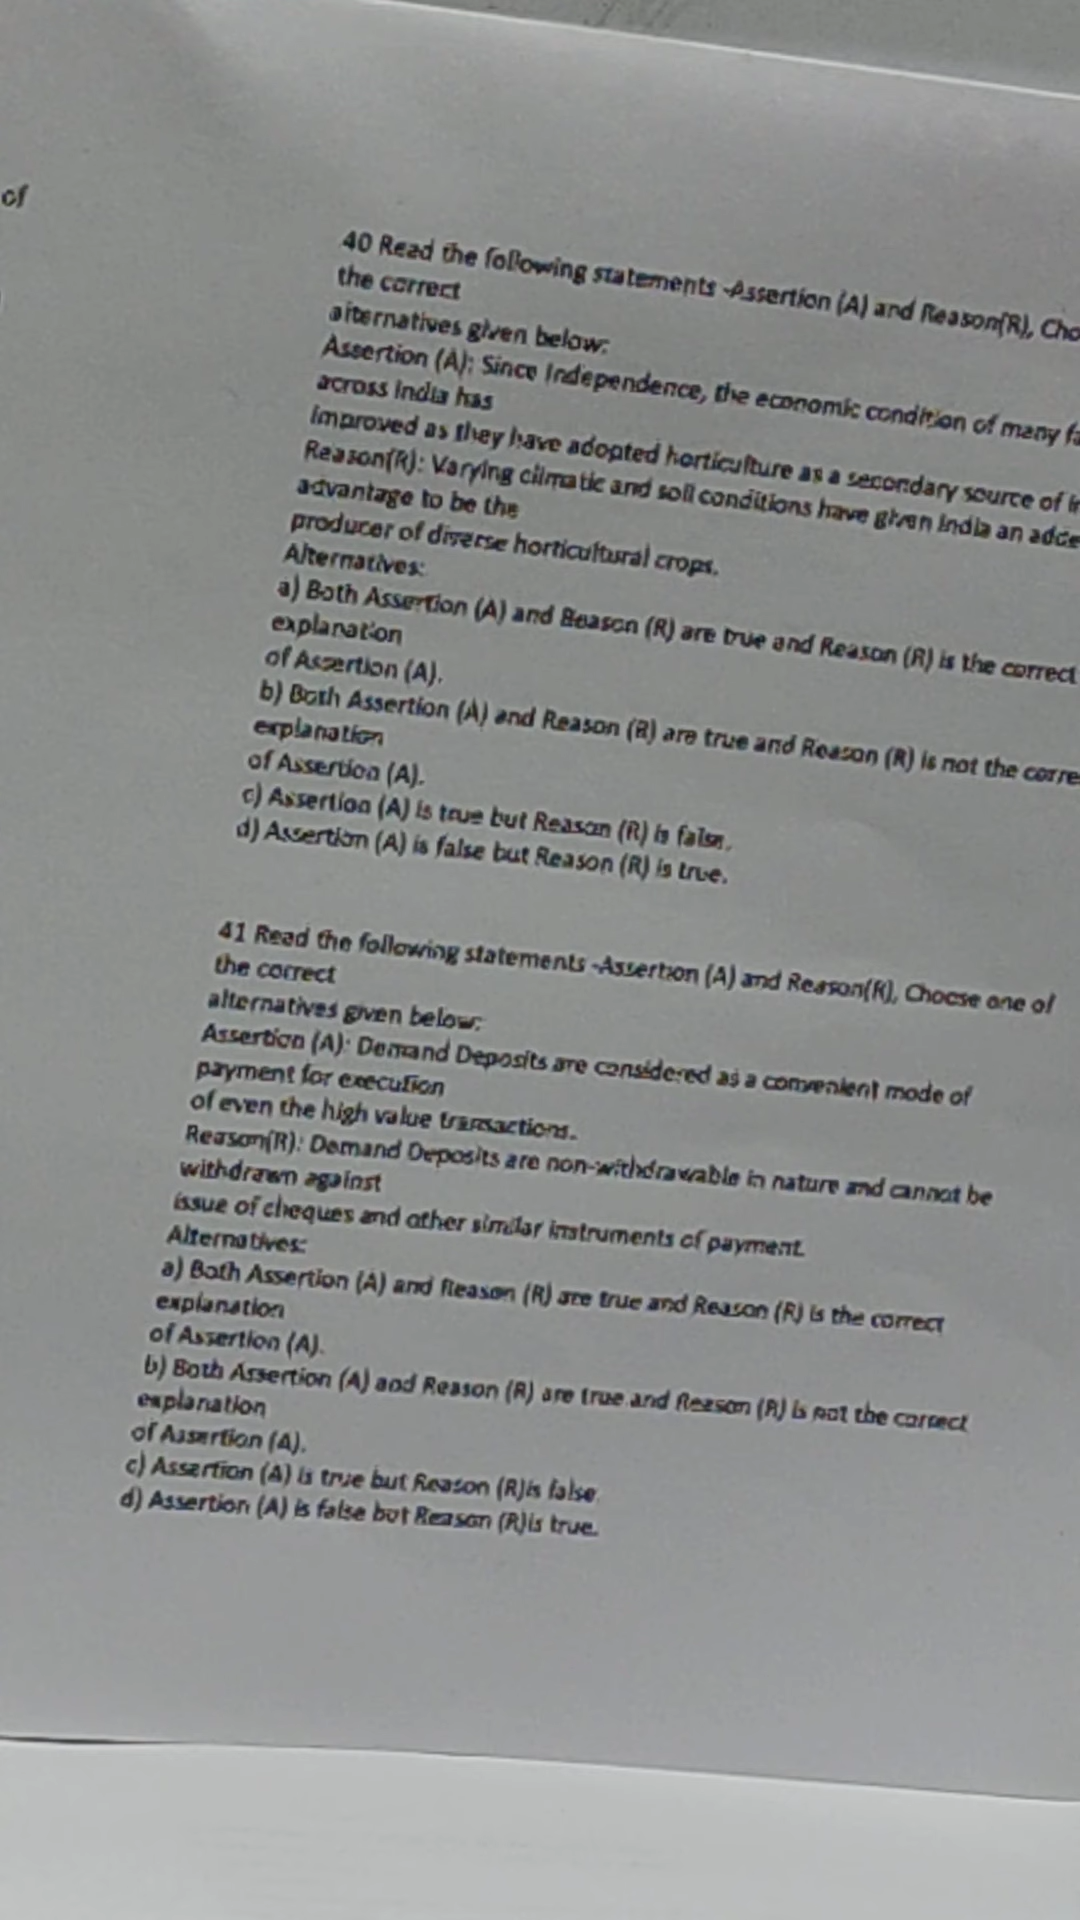 of
40 Read the following statements -Assertion (A) and Reason(R), Cho
the correct
alternatives given below:
Assertion (A): Since Independence, the economic condition of many fa
across India has
improved as they have adopted horticulture as a secondary source of in
Reason(R): Varying climatic and soil conditions have given India an adde
advantage to be the
producer of diverse horticultural crops.
Alternatives:
a) Both Assertion (A) and Reason (R) are true and Reason (R) is the correct
explanation
of Assertion (A).
b) Both Assertion (A) and Reason (R) are true and Reason (R) is not the corre
explanation
of Assertion (A).
c) Assertion (A) is true but Reason (R) is false.
d) Assertion (A) is false but Reason (R) is true.
41 Read the following statements -Assertion (A) and Reason(R), Choose one of
the correct
alternatives given below:
Assertion (A): Demand Deposits are considered as a convenient mode of
payment for execution
of even the high value transactions.
Reason(R): Demand Deposits are non-withdrawable in nature and cannot be
withdrawn against
issue of cheques and other similar instruments of payment.
Alternatives:
a) Both Assertion (A) and Reason (R) are true and Reason (R) is the correct
explanation
of Assertion (A).
b) Both Assertion (A) and Reason (R) are true and Reason (R) is not the correct
explanation
of Assertion (A).
c) Assertion (A) is true but Reason (R)is false.
d) Assertion (A) is false but Reason (R)is true.